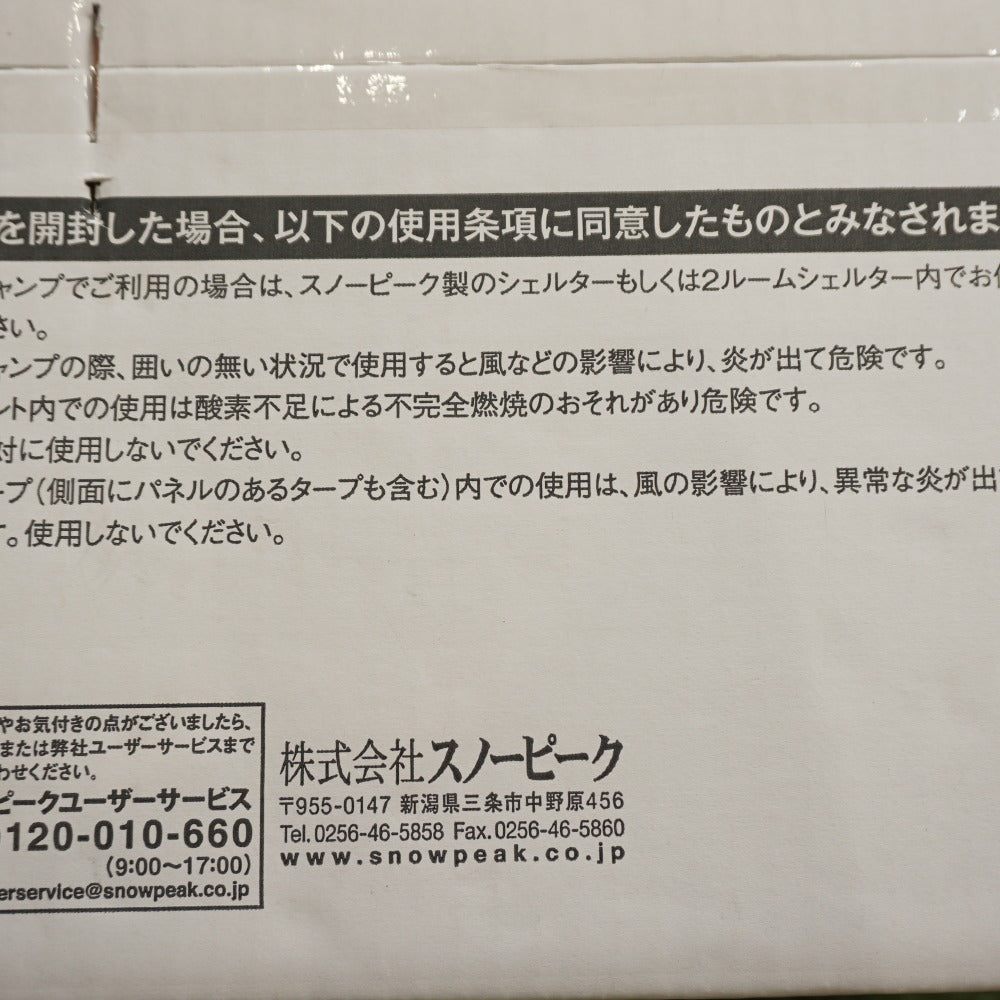 を開封した場合、以下の使用条項に同意したものとみなされま
ャンプでご利用の場合は、スノーピーク製のシェルターもしくは2ルームシェルター内でお使
さい。
ャンプの際、囲いの無い状況で使用すると風などの影響により、炎が出て危険です。
ント内での使用は酸素不足による不完全燃焼のおそれがあり危険です。
対に使用しないでください。
ープ（側面にパネルのあるタープも含む）内での使用は、風の影響により、異常な炎が出
す。使用しないでください。
やお気付きの点がございましたら、
または弊社ユーザーサービスまで
わせください。
ピークユーザーサービス
0120-010-660
（9:00〜17:00）
erservice@snowpeak.co.jp
株式会社スノーピーク
〒955-0147 新潟県三条市中野原456
Tel.0256-46-5858 Fax.0256-46-5860
www.snowpeak.co.jp